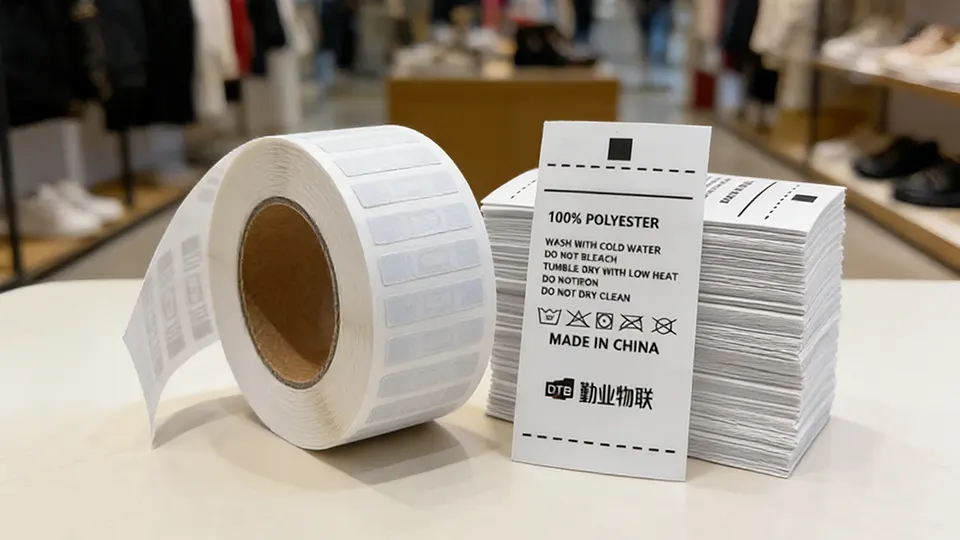 100% POLYESTER
WASH WITH COLD WATER
DO NOT BLEACH
TUMBLE DRY WITH LOW HEAT
DO NOTIRON
DO NOT DRY CLEAN
MADE IN CHINA
DTB 勤业物联